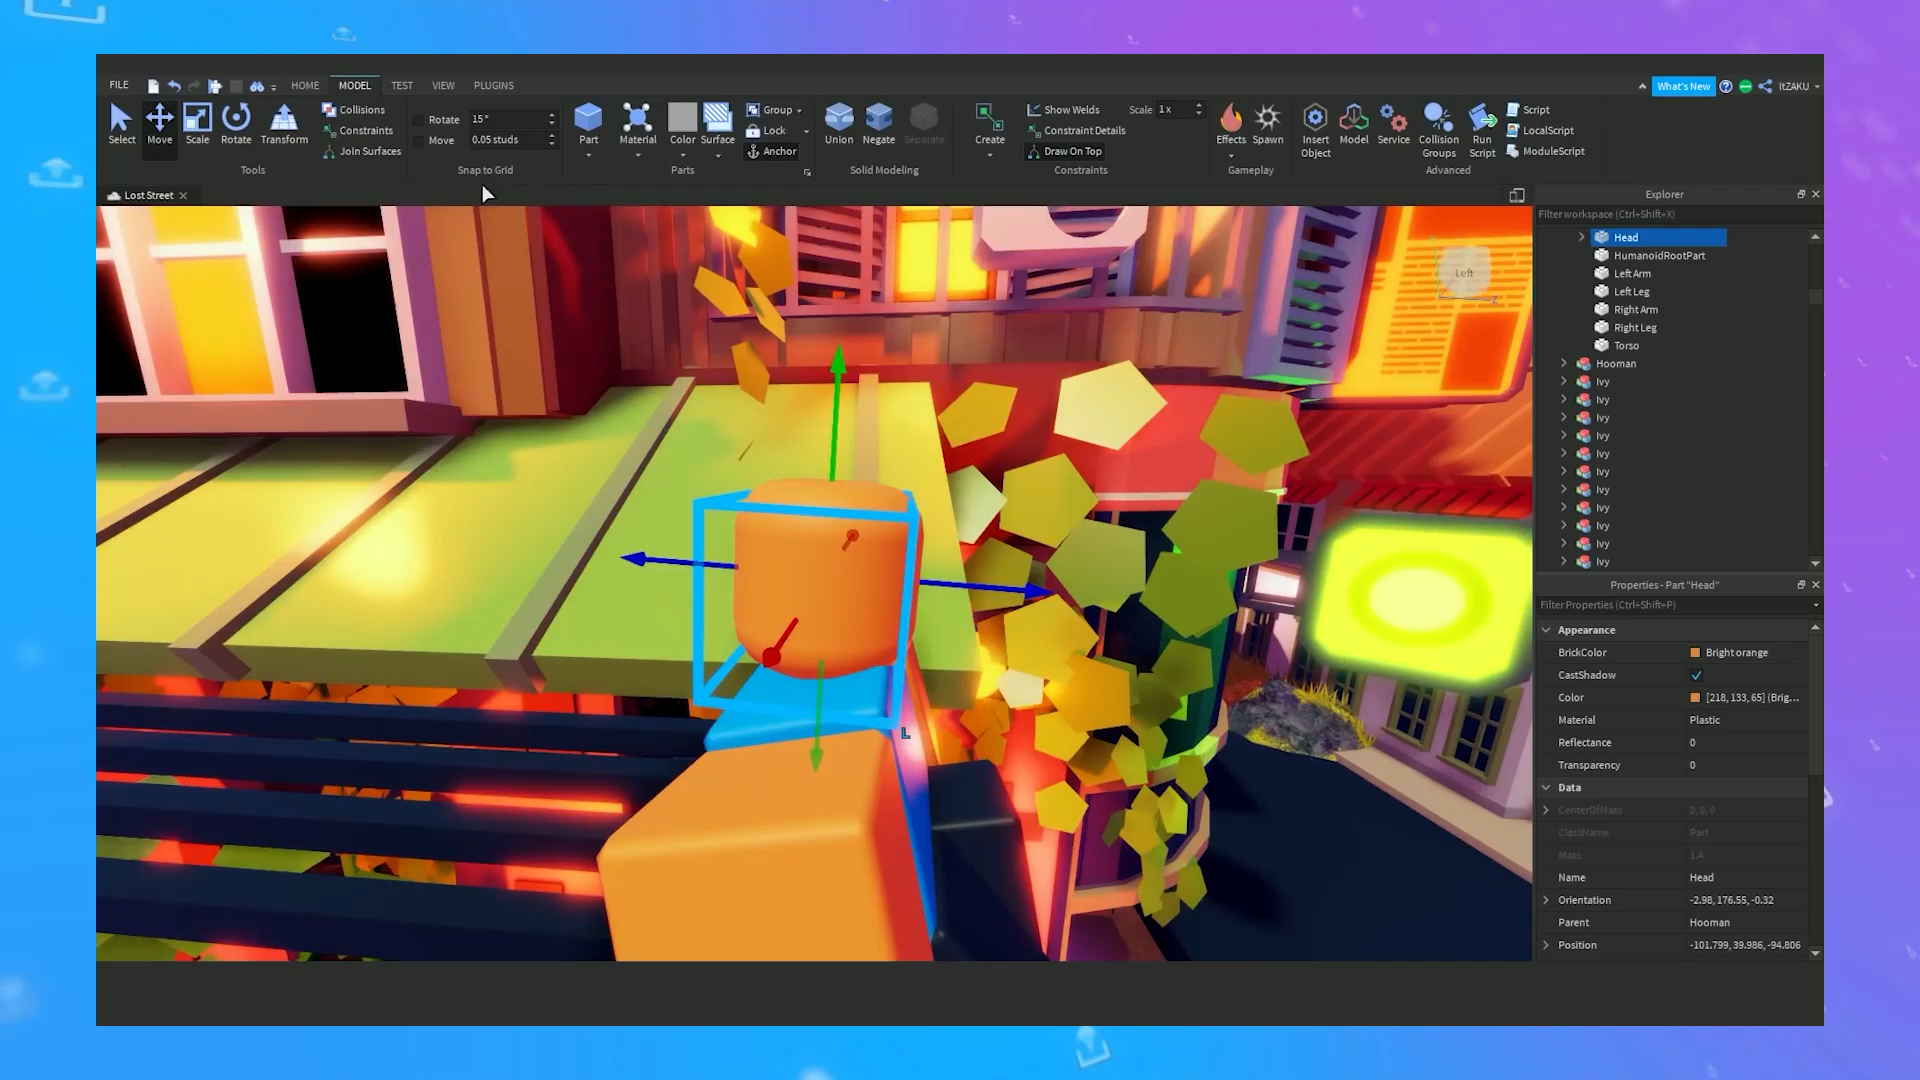 FILE HOME MODEL TEST VIEW PLUGINS What's New itZAKU
Select Move Scale Rotate Transform
Collisions
Constraints
Join Surfaces
Tools
Rotate 15°
Move 0.05 studs
Snap to Grid
Part Material Color Surface
Group
Lock
Anchor
Parts
Union Negate Separate
Solid Modeling
Create
Show Welds Scale 1 x
Constraint Details
Draw On Top
Constraints
Effects Spawn
Gameplay
Insert Object
Model
Service
Collision Groups
Run Script
Script
LocalScript
ModuleScript
Advanced
Lost Street
Left
Z
L
Explorer
Filter workspace (Ctrl+Shift+X)
Head
HumanoidRootPart
Left Arm
Left Leg
Right Arm
Right Leg
Torso
Hooman
Ivy
Ivy
Ivy
Ivy
Ivy
Ivy
Ivy
Ivy
Ivy
Ivy
Ivy
Properties - Part "Head"
Filter Properties (Ctrl+Shift+P)
Appearance
BrickColor Bright orange
CastShadow
Color [218, 133, 65] (Brig...
Material Plastic
Reflectance 0
Transparency 0
Data
CenterOfMass 0, 0, 0
ClassName Part
Mass 1.4
Name Head
Orientation -2.98, 176.55, -0.32
Parent Hooman
Position -101.799, 39.986, -94.806